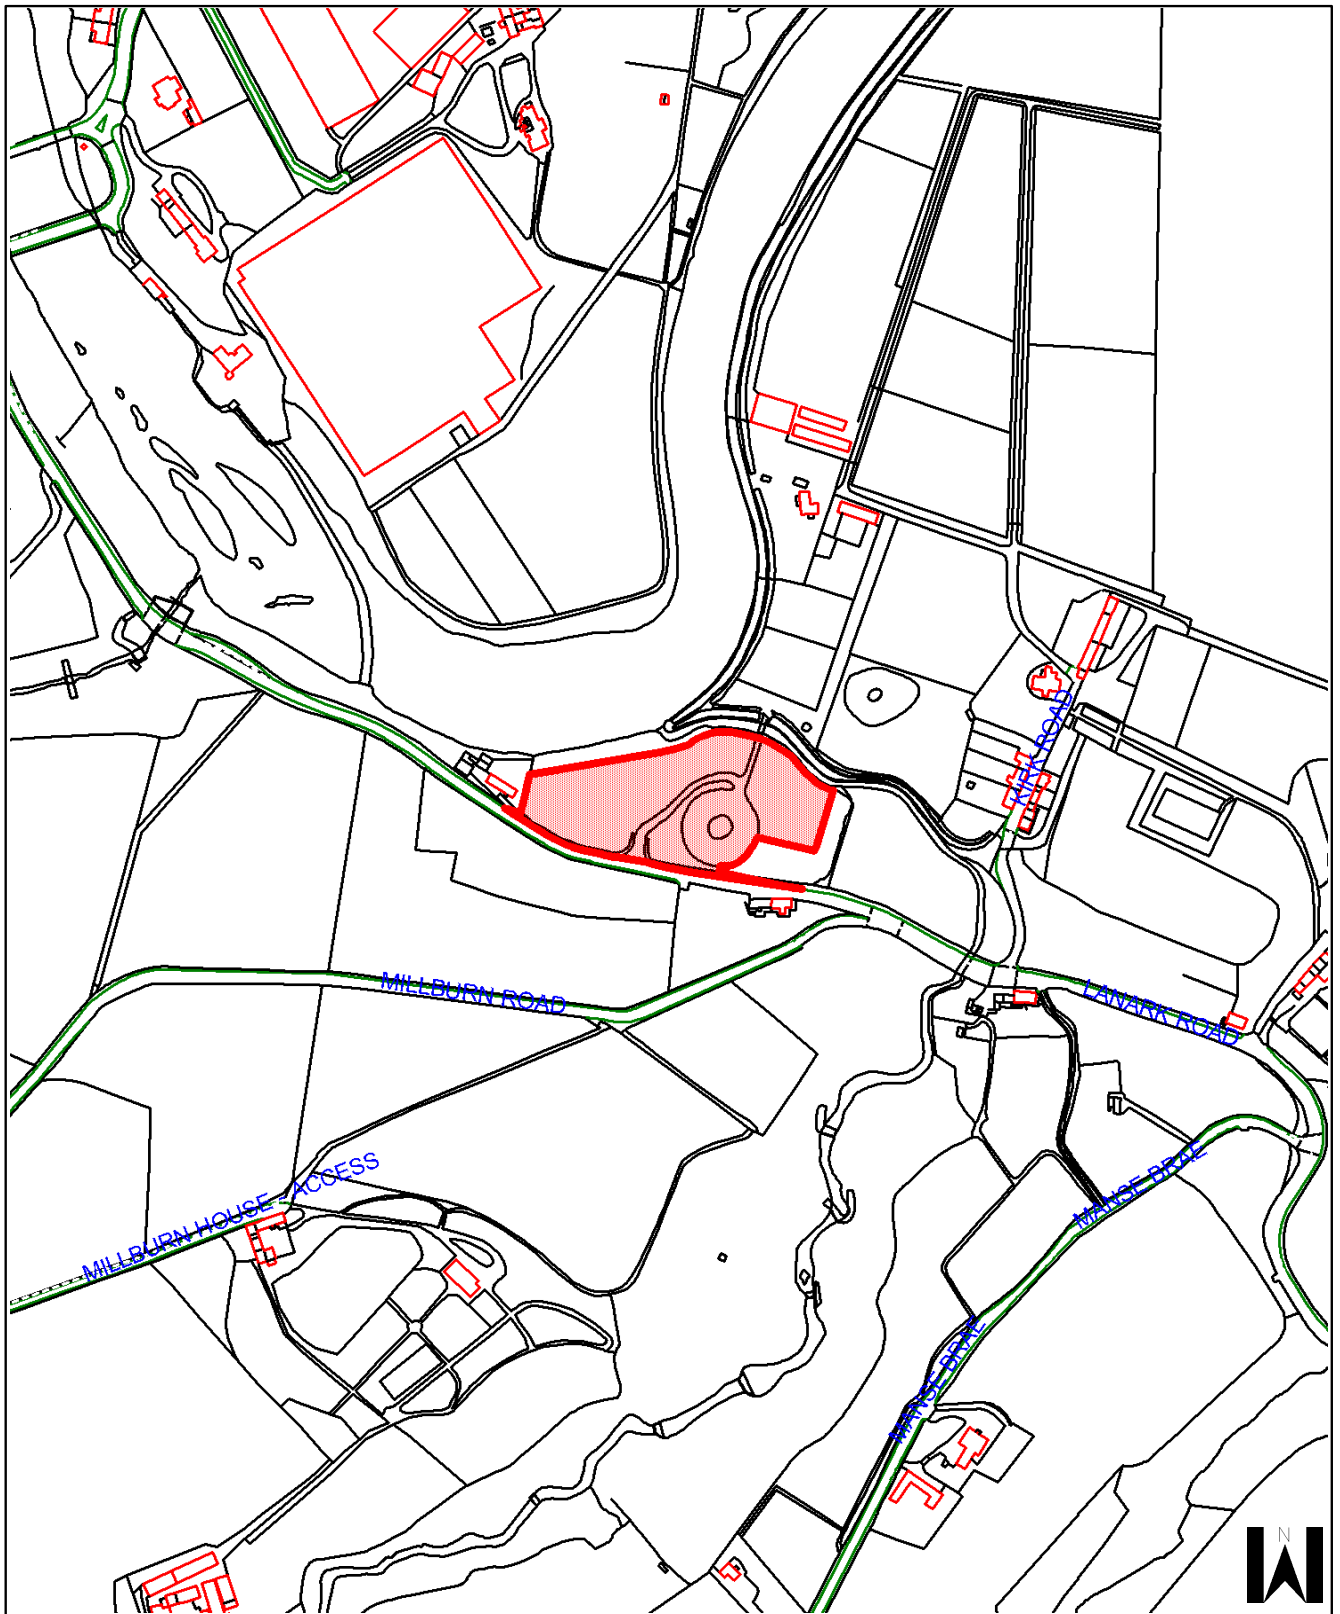 KIRK ROAD
MILLBURN ROAD
LANARK ROAD
MILLBURN HOUSE - ACCESS
MANSE BRAE
MANSE BRAE
N